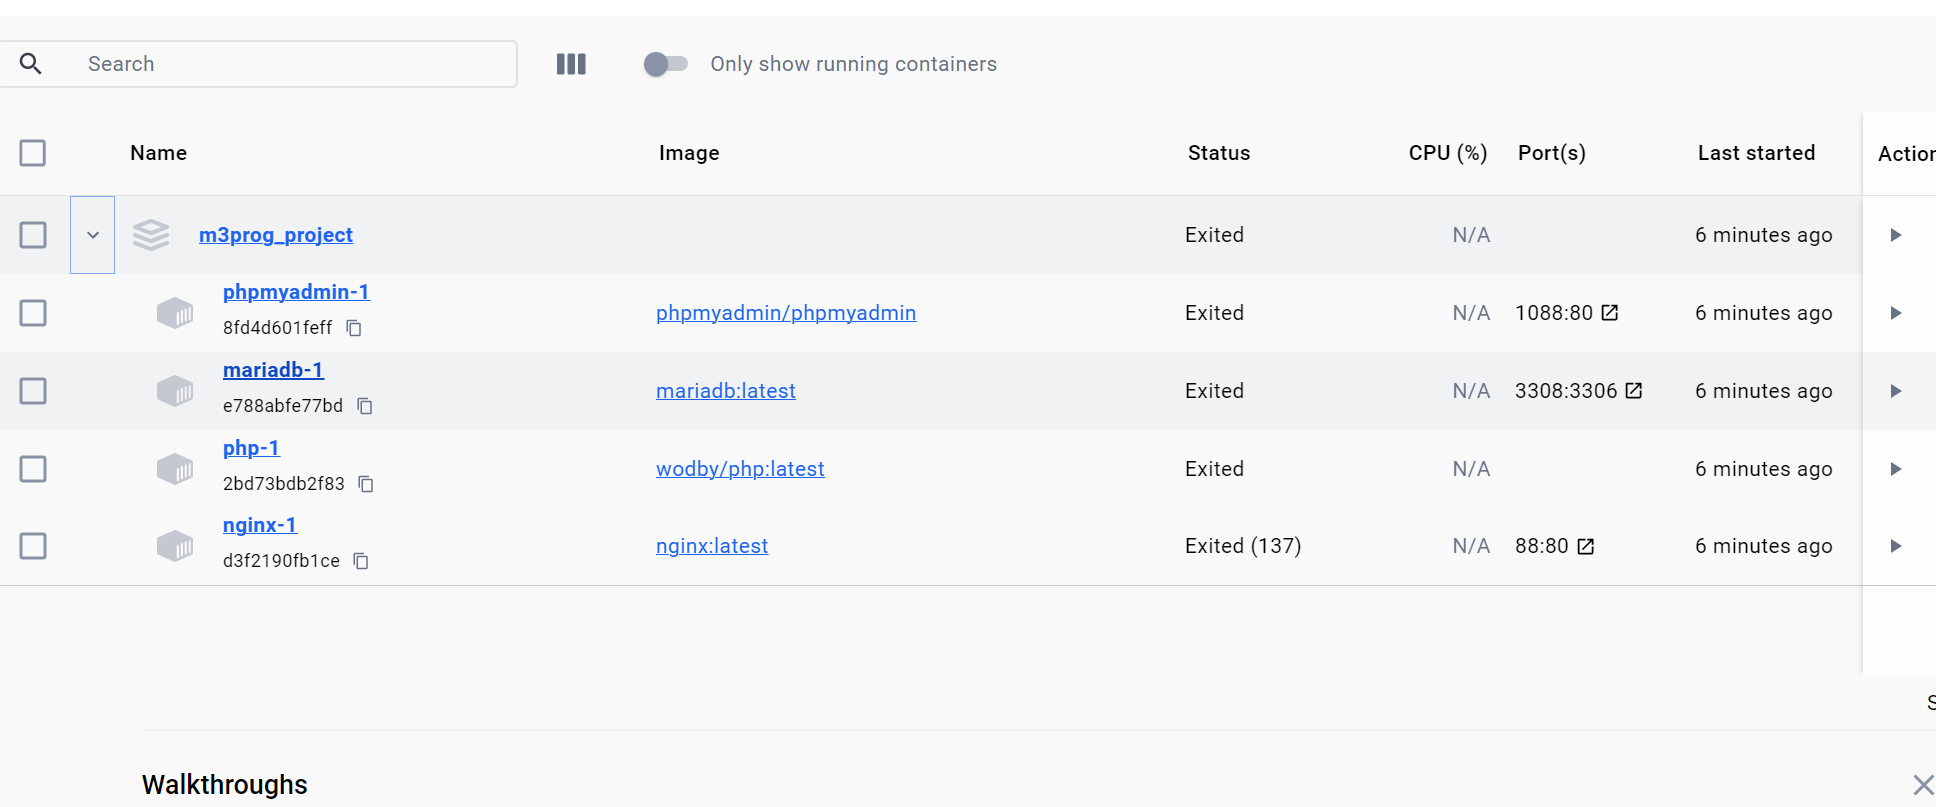 Search
Only show running containers
Name Image Status CPU (%) Port(s) Last started Action
m3prog_project Exited N/A 6 minutes ago
phpmyadmin-1
8fd4d601feff phpmyadmin/phpmyadmin Exited N/A 1088:80 6 minutes ago
mariadb-1
e788abfe77bd mariadb:latest Exited N/A 3308:3306 6 minutes ago
php-1
2bd73bdb2f83 wodby/php:latest Exited N/A 6 minutes ago
nginx-1
d3f2190fb1ce nginx:latest Exited (137) N/A 88:80 6 minutes ago
S
Walkthroughs